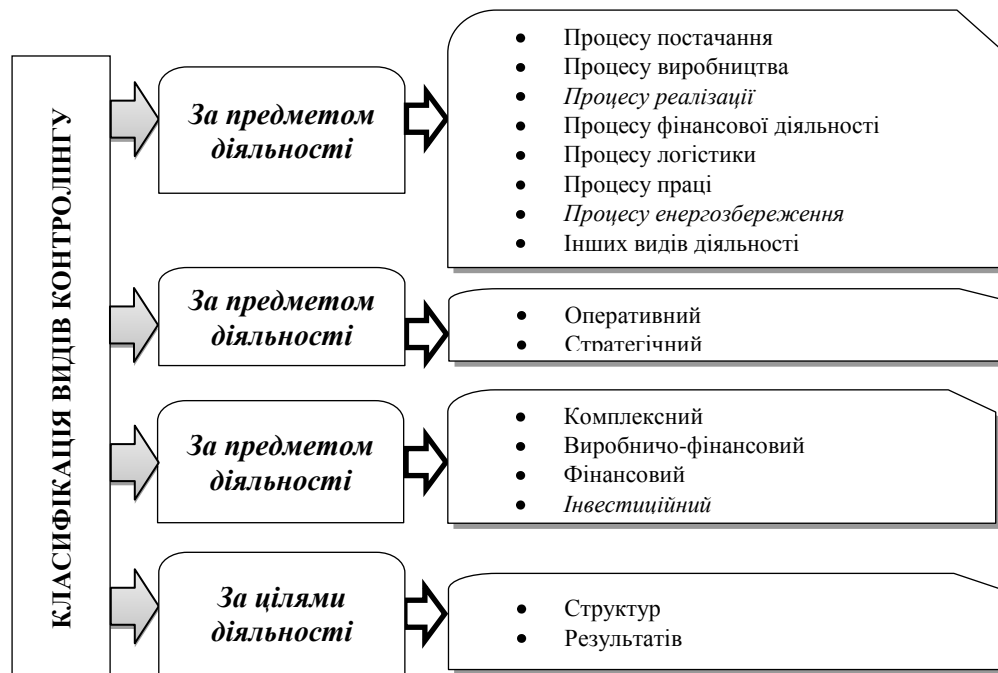 КЛАСИФІКАЦІЯ ВИДІВ КОНТРОЛІНГУ
За предметом
діяльності
• Процесу постачання
• Процесу виробництва
• Процесу реалізації
• Процесу фінансової діяльності
• Процесу логістики
• Процесу праці
• Процесу енергозбереження
• Інших видів діяльності
За предметом
діяльності
• Оперативний
• Стратегічний
За предметом
діяльності
• Комплексний
• Виробничо-фінансовий
• Фінансовий
• Інвестиційний
За цілями
діяльності
• Структур
• Результатів